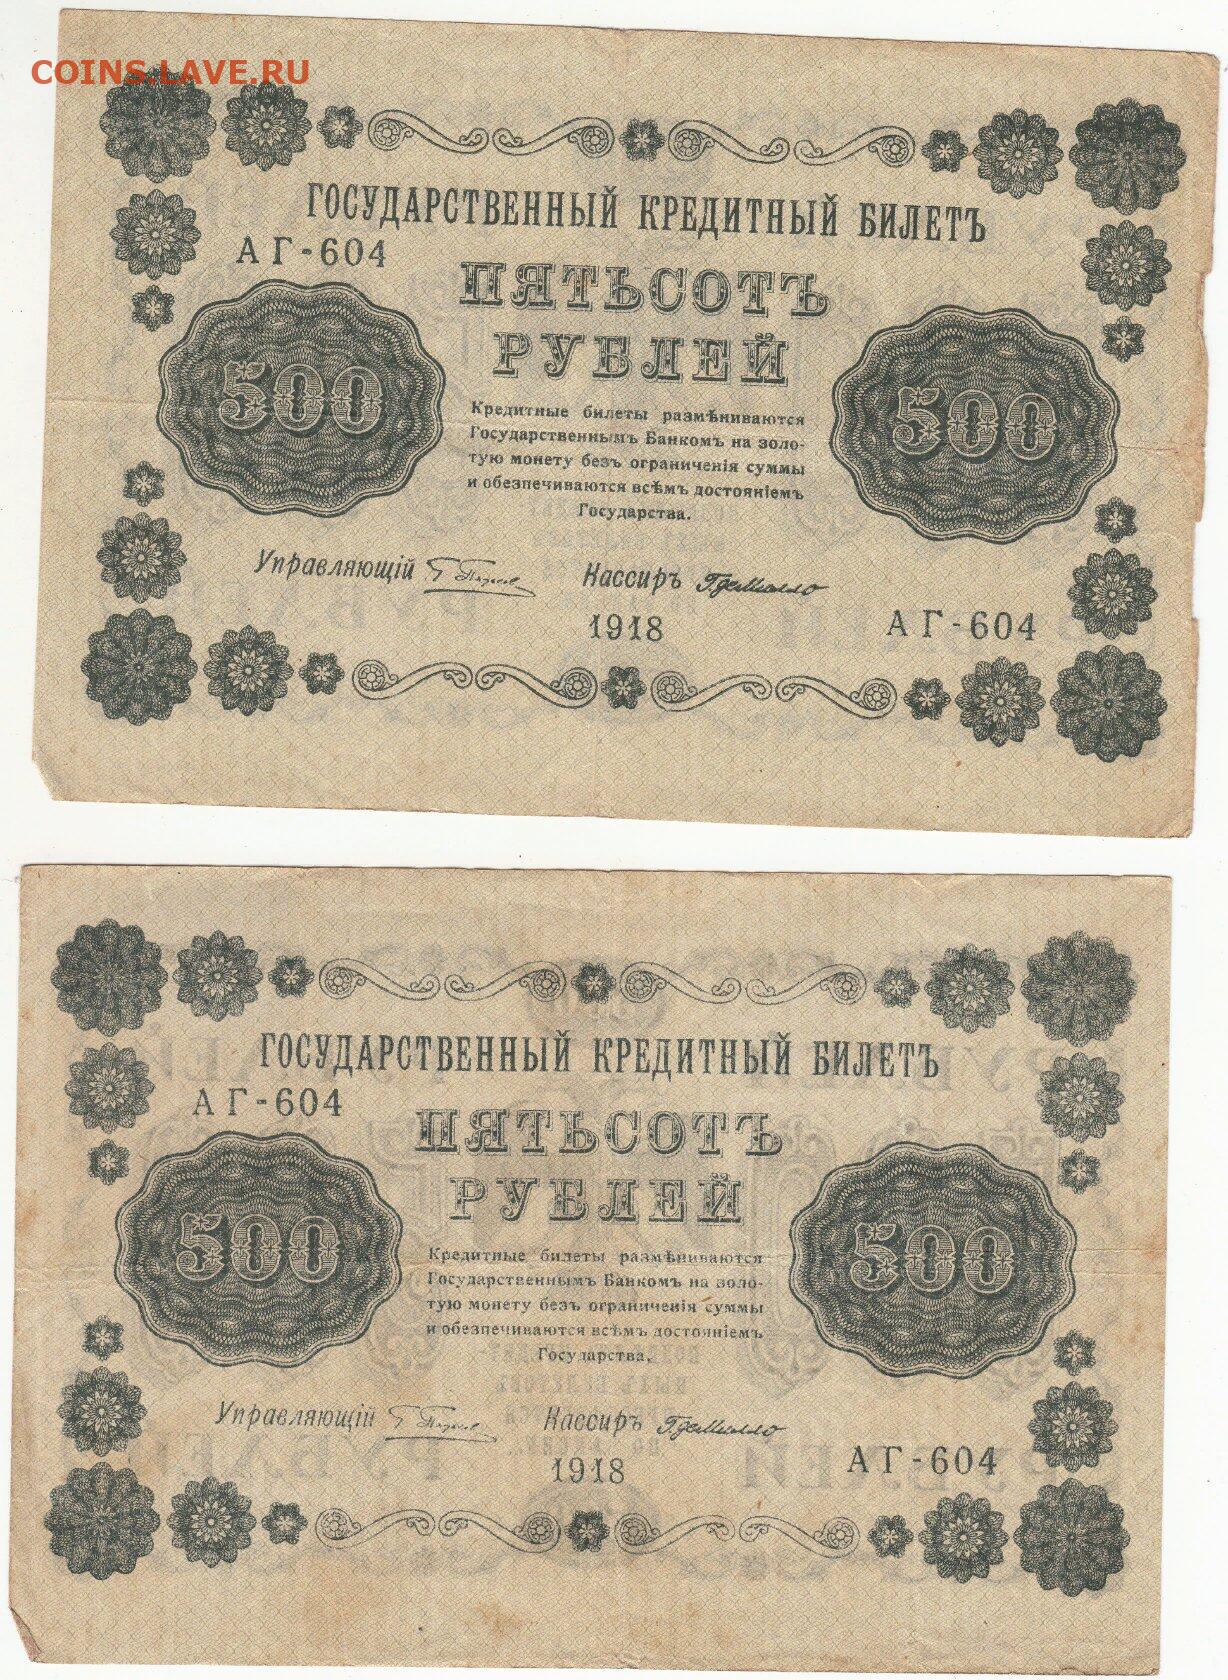 COINS.LAVE.RU
ГОСУДАРСТВЕННЫЙ КРЕДИТНЫЙ БИЛЕТЪ
АГ-604
ПЯТЬСОТЪ
РУБЛЕЙ
500
500
Кредитные билеты размѣниваются
Государственнымъ Банкомъ на золо-
тую монету безъ ограниченія суммы
и обезпечиваются всѣмъ достояніемъ
Государства.
Управляющій
Кассиръ
1918
АГ-604
ГОСУДАРСТВЕННЫЙ КРЕДИТНЫЙ БИЛЕТЪ
АГ-604
ПЯТЬСОТЪ
РУБЛЕЙ
500
500
Кредитные билеты размѣниваются
Государственнымъ Банкомъ на золо-
тую монету безъ ограниченія суммы
и обезпечиваются всѣмъ достояніемъ
Государства.
Управляющій
Кассиръ
1918
АГ-604